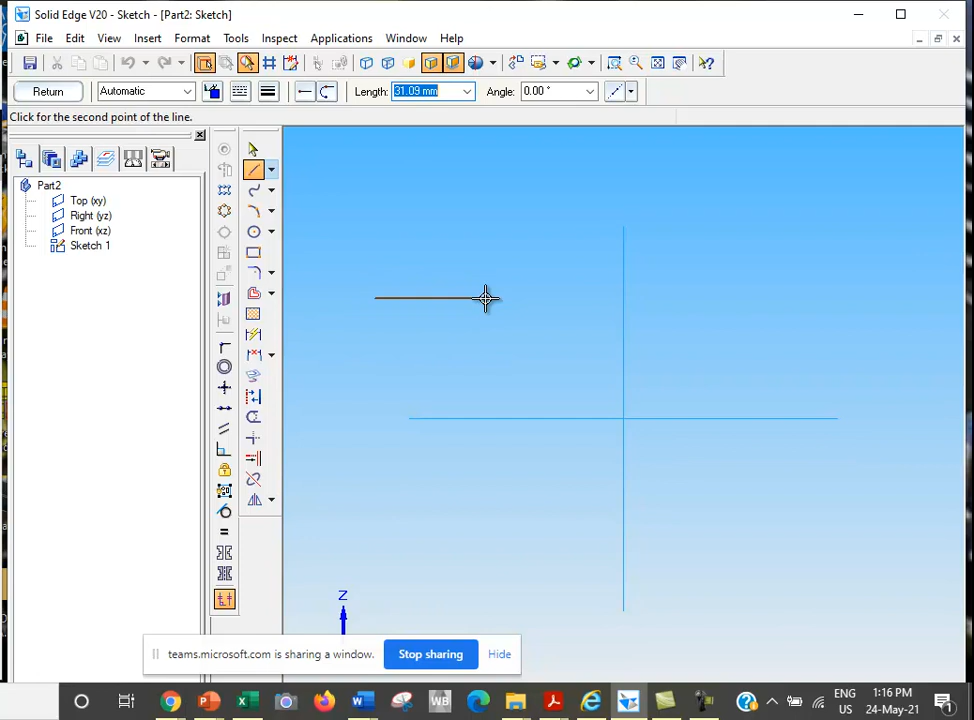 Solid Edge V20 - Sketch - [Part2: Sketch]
File Edit View Insert Format Tools Inspect Applications Window Help
Return Automatic Length: 31.09 mm Angle: 0.00 °
Click for the second point of the line.
Part2
Top (xy)
Right (yz)
Front (xz)
Sketch 1
Z
teams.microsoft.com is sharing a window. Stop sharing Hide
WB
ENG
US
1:16 PM
24-May-21
1